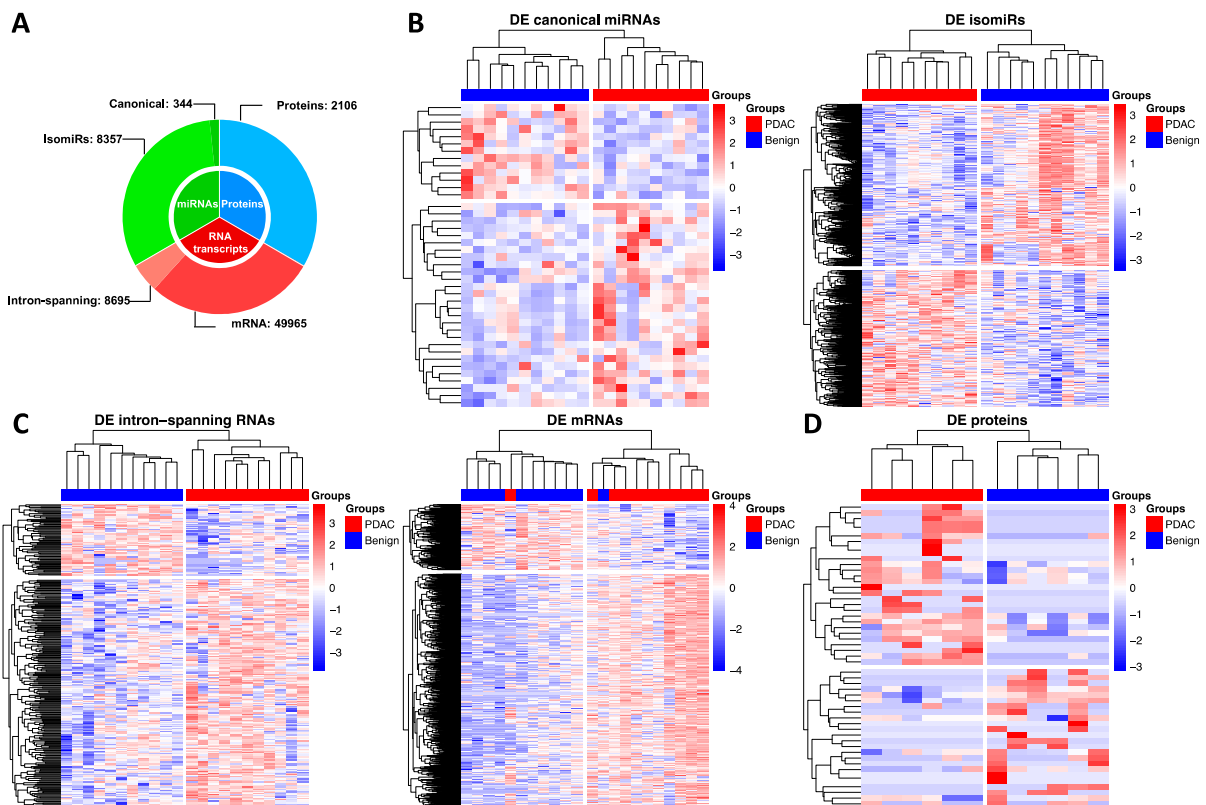 A
Canonical: 344
Proteins: 2106
IsomiRs: 8357
miRNAs
Proteins
RNA
transcripts
Intron-spanning: 8695
mRNA: 49965
B
DE canonical miRNAs
Groups
3
2
1
0
−1
−2
−3
Groups
PDAC
Benign
DE isomiRs
Groups
3
2
1
0
−1
−2
−3
Groups
PDAC
Benign
C
DE intron−spanning RNAs
Groups
3
2
1
0
−1
−2
−3
Groups
PDAC
Benign
DE mRNAs
Groups
4
2
0
−2
−4
Groups
PDAC
Benign
D
DE proteins
Groups
3
2
1
0
−1
−2
−3
Groups
PDAC
Benign